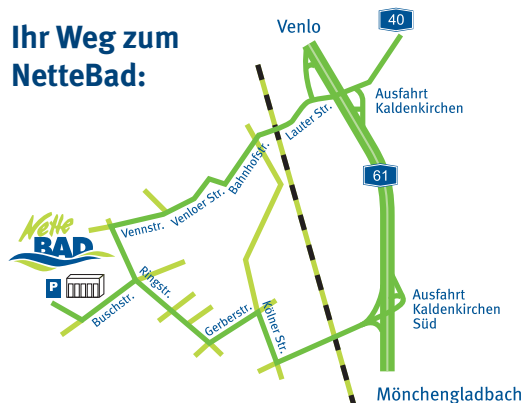 Ihr Weg zum
NetteBad:
Venlo
40
Ausfahrt
Kaldenkirchen
Lauter Str.
Bahnhofstr.
Venloer Str.
Vennstr.
61
Nette
BAD
P
Ringstr.
Buschstr.
Gerberstr.
Kölner Str.
Ausfahrt
Kaldenkirchen
Süd
Mönchengladbach